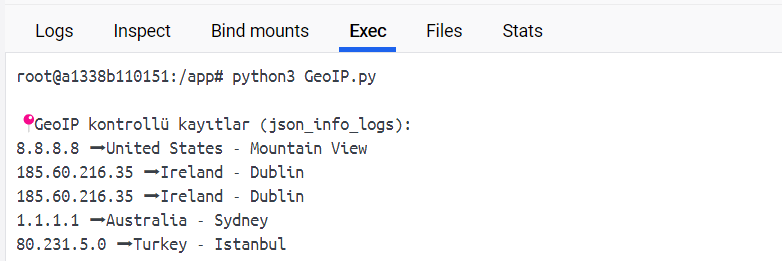 Logs Inspect Bind mounts Exec Files Stats
root@a1338b110151:/app# python3 GeoIP.py
📍GeoIP kontrollü kayıtlar (json_info_logs):
8.8.8.8 →United States - Mountain View
185.60.216.35 →Ireland - Dublin
185.60.216.35 →Ireland - Dublin
1.1.1.1 →Australia - Sydney
80.231.5.0 →Turkey - Istanbul